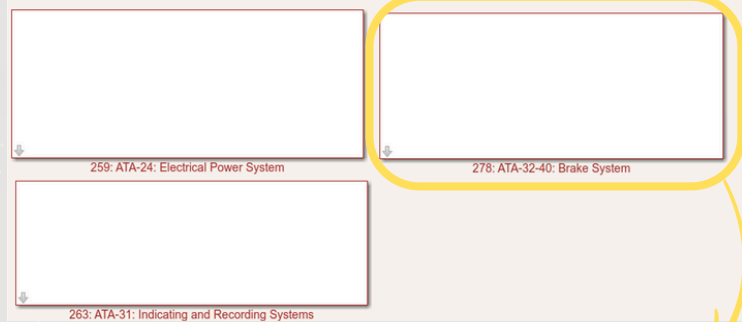 259: ATA-24: Electrical Power System
278: ATA-32-40: Brake System
263: ATA-31: Indicating and Recording Systems